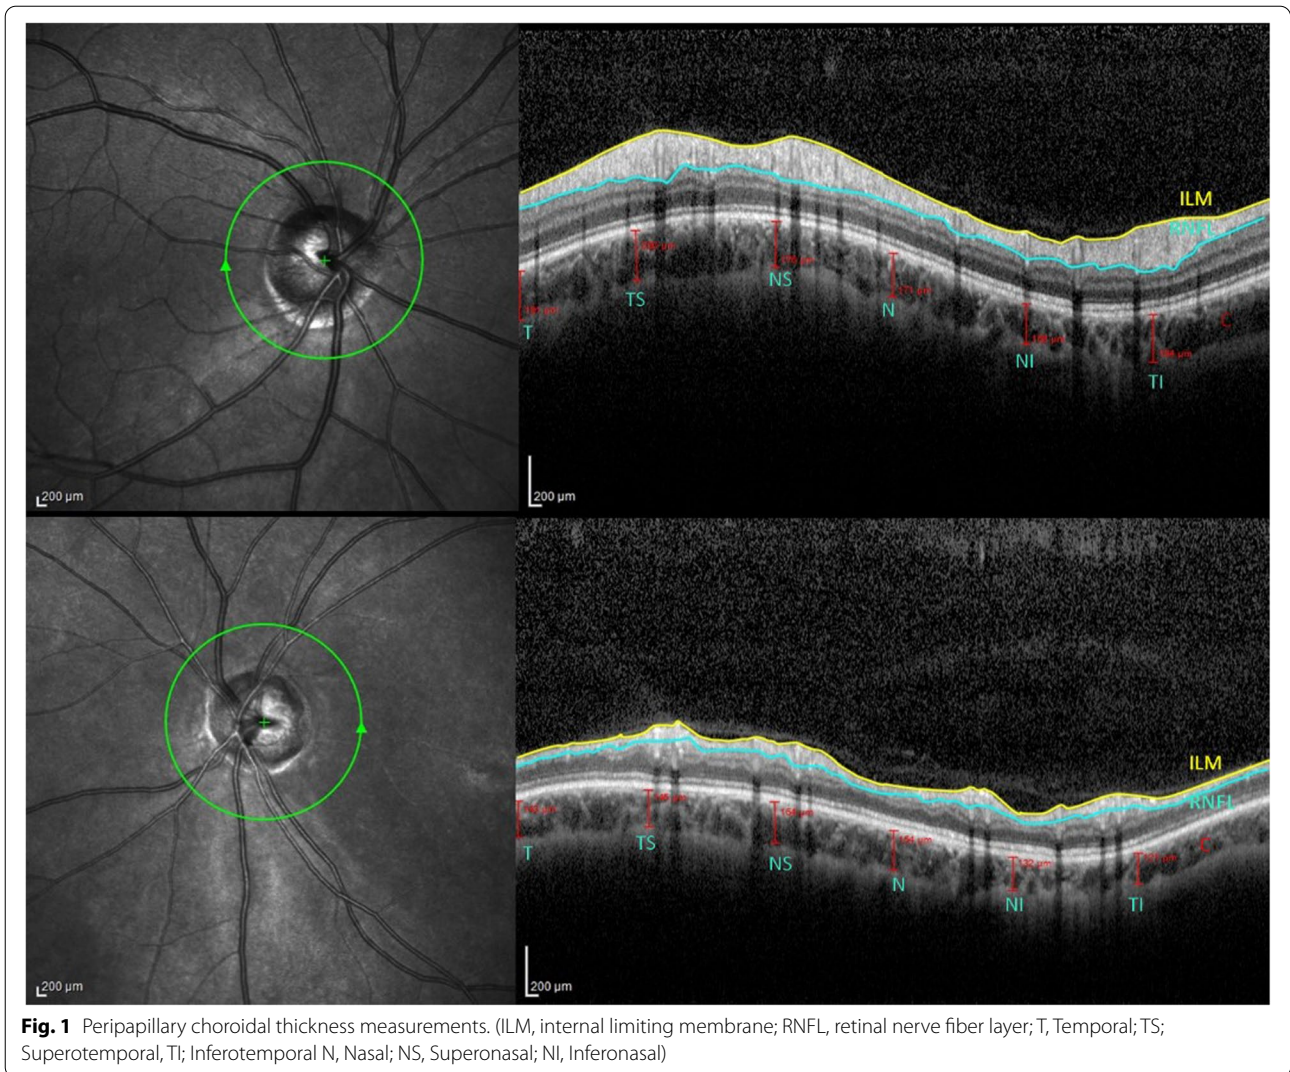 ILM
RNFL
TS
NS
N
T
NI
TI
C
200 µm
200 µm
ILM
RNFL
T
TS
NS
N
NI
TI
C
132 µm
200 µm
200 µm
Fig. 1 Peripapillary choroidal thickness measurements. (ILM, internal limiting membrane; RNFL, retinal nerve fiber layer; T, Temporal; TS;
Superotemporal, TI; Inferotemporal N, Nasal; NS, Superonasal; NI, Inferonasal)